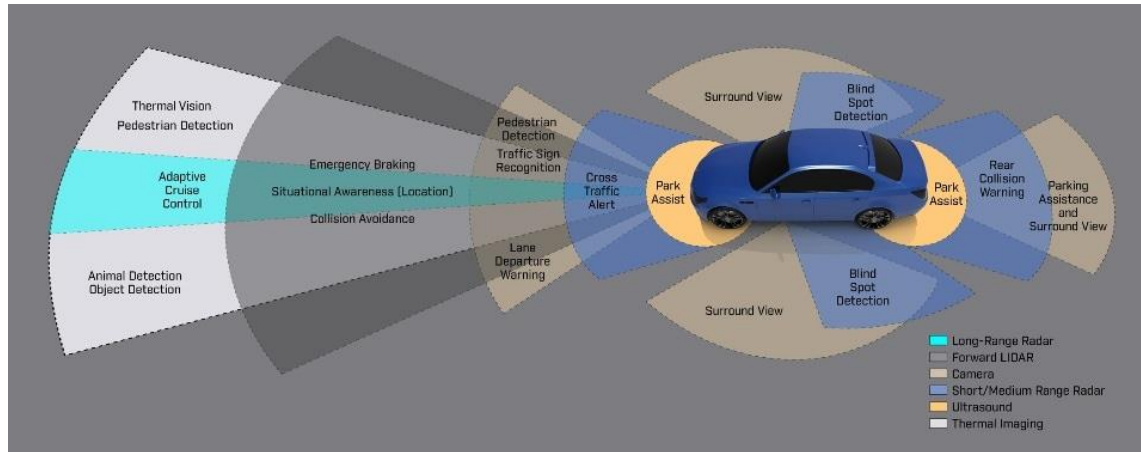 Thermal Vision
Pedestrian Detection
Adaptive
Cruise
Control
Animal Detection
Object Detection
Emergency Braking
Situational Awareness (Location)
Collision Avoidance
Pedestrian
Detection
Traffic Sign
Recognition
Lane
Departure
Warning
Cross
Traffic
Alert
Park
Assist
Surround View
Blind
Spot
Detection
Surround View
Blind
Spot
Detection
Park
Assist
Rear
Collision
Warning
Parking
Assistance
and
Surround View
Long-Range Radar
Forward LIDAR
Camera
Short/Medium Range Radar
Ultrasound
Thermal Imaging